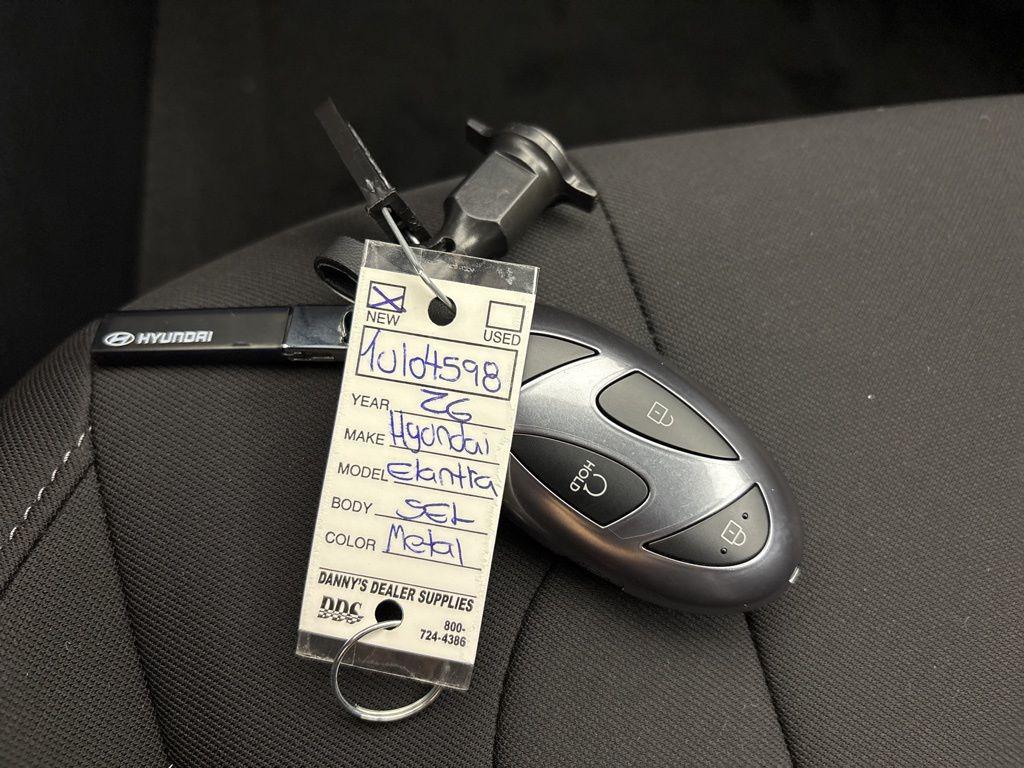 HYUNDAI
NEW
USED
YEAR 26
MAKE Hyundai
MODEL Elantra
BODY SEL
COLOR Metal
DANNY'S DEALER SUPPLIES
DDS
800-
724-4386
HOLD